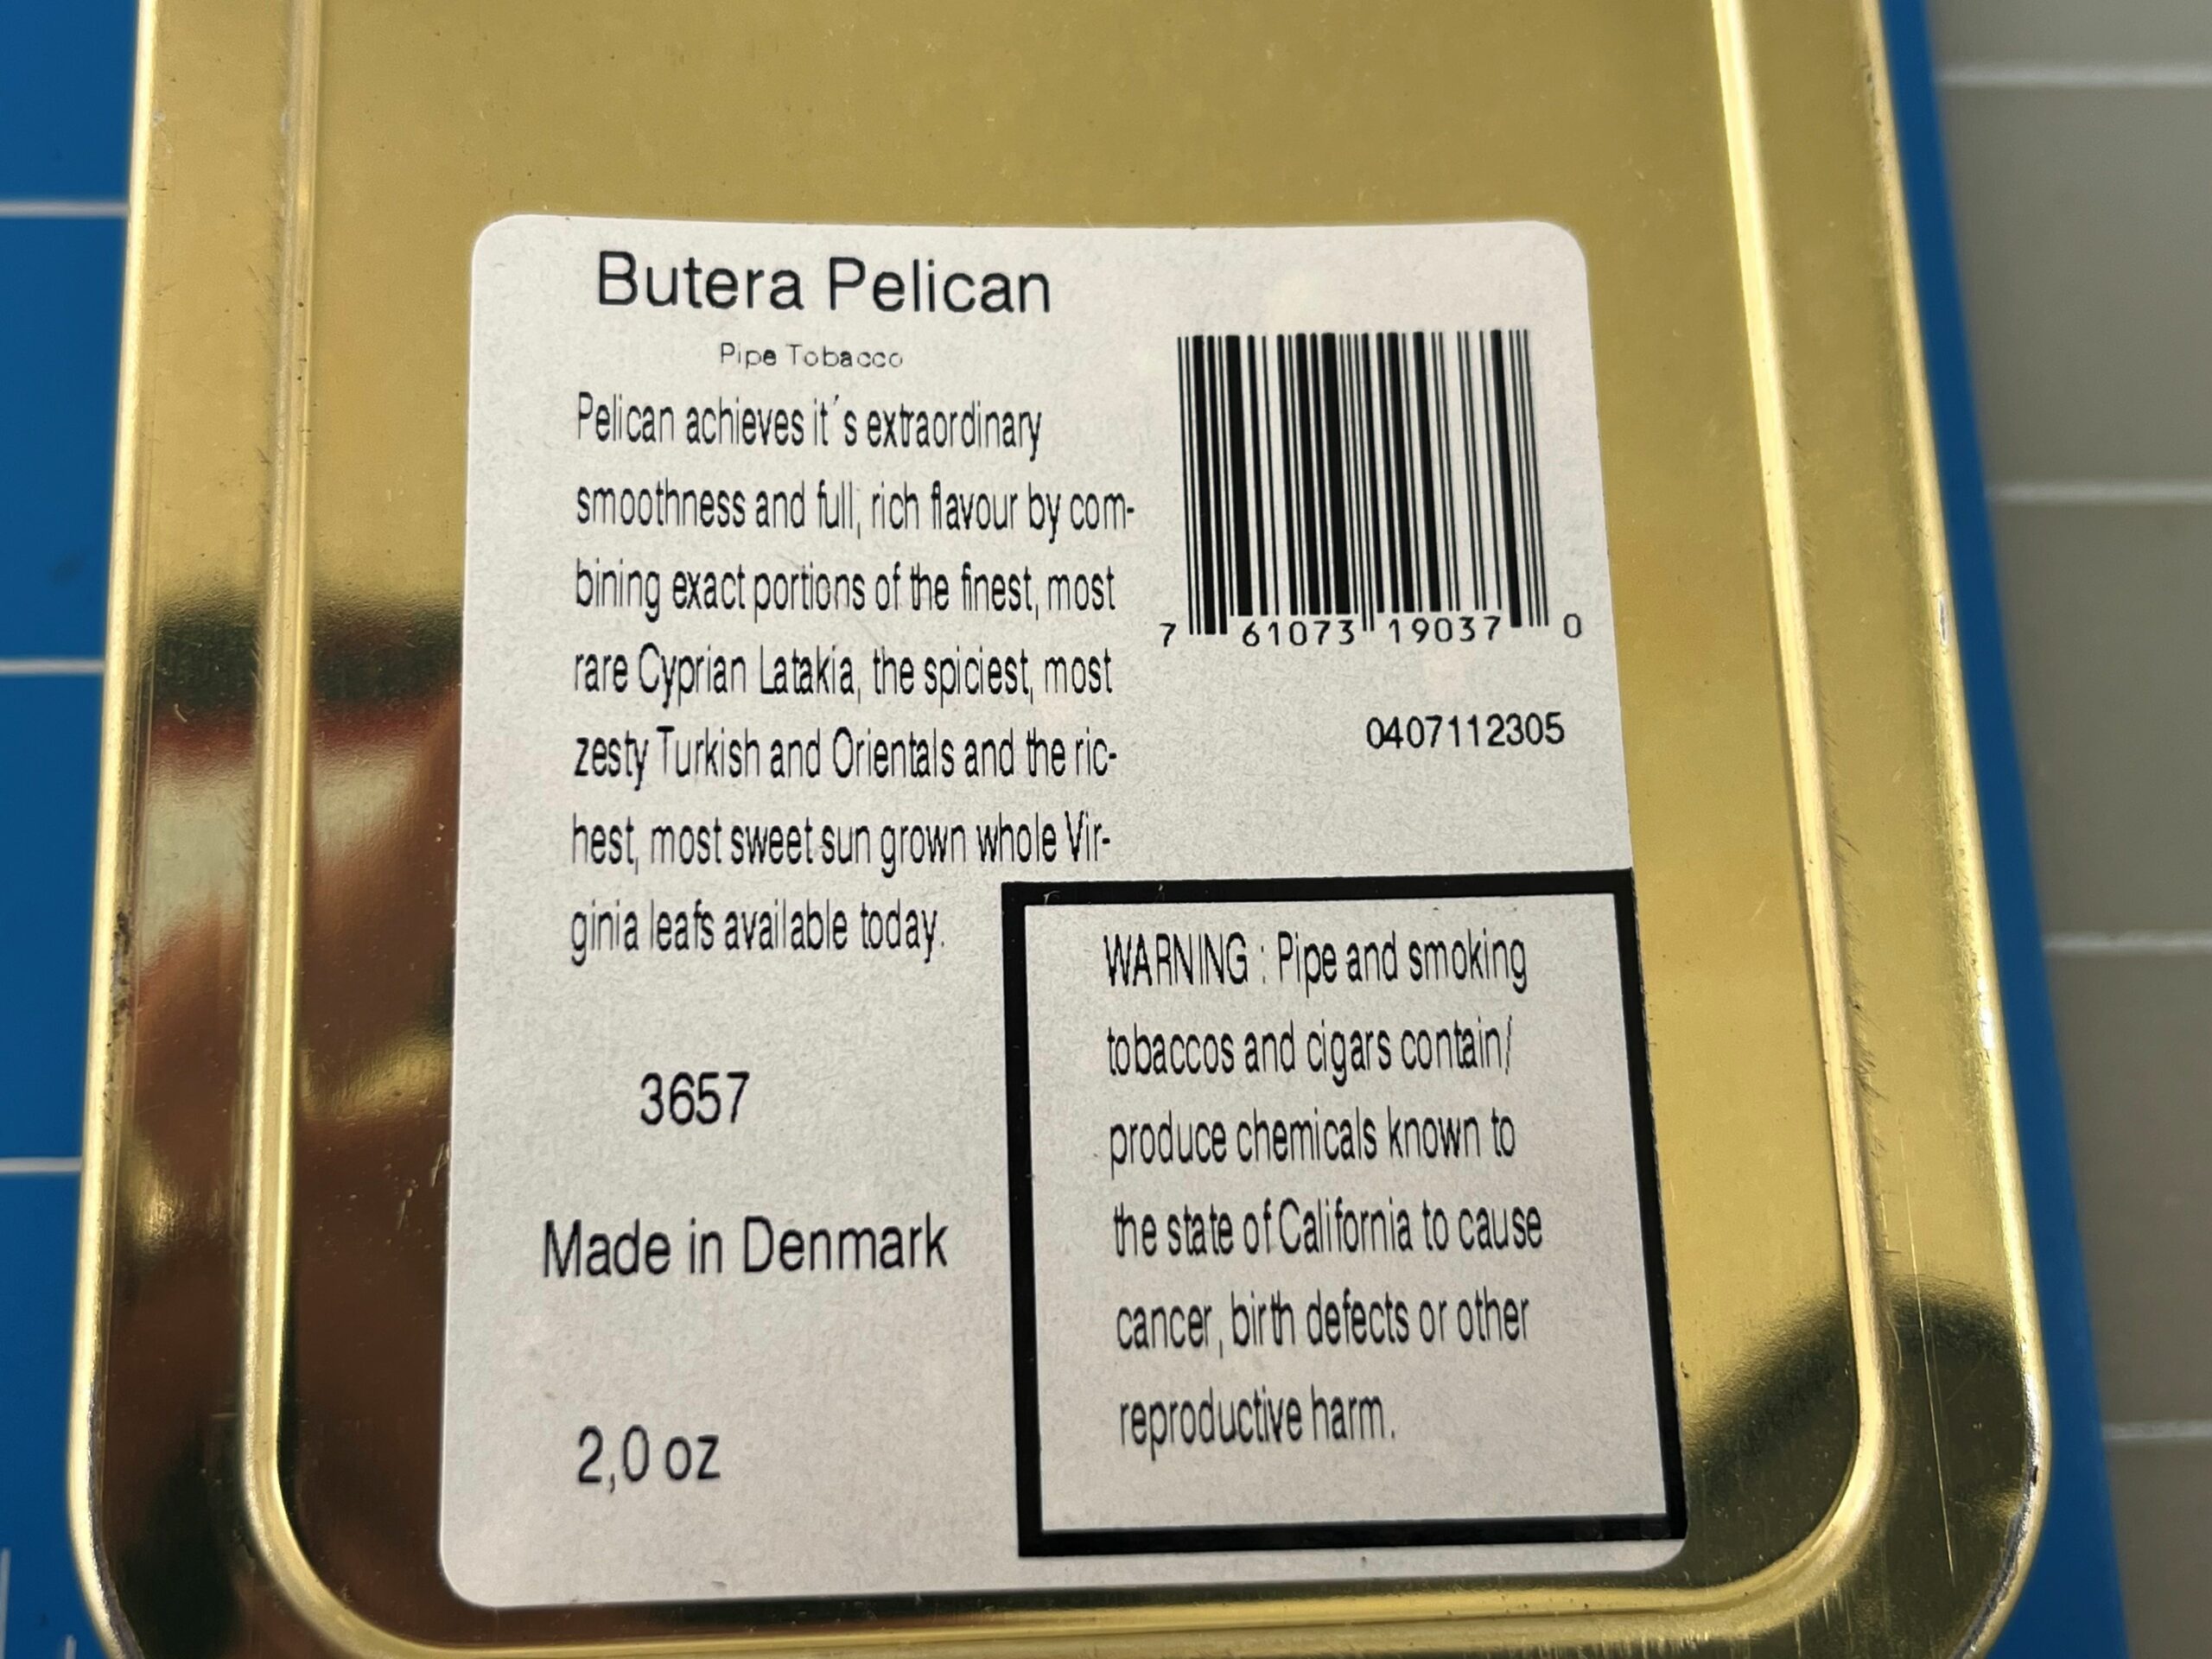 Butera Pelican
Pipe Tobacco
Pelican achieves it´s extraordinary
smoothness and full, rich flavour by com-
bining exact portions of the finest, most
rare Cyprian Latakia, the spiciest, most
zesty Turkish and Orientals and the ric-
hest, most sweet sun grown whole Vir-
ginia leafs available today.
7 61073 19037 0
0407112305
3657
Made in Denmark
2,0 oz
WARNING : Pipe and smoking
tobaccos and cigars contain/
produce chemicals known to
the state of California to cause
cancer, birth defects or other
reproductive harm.